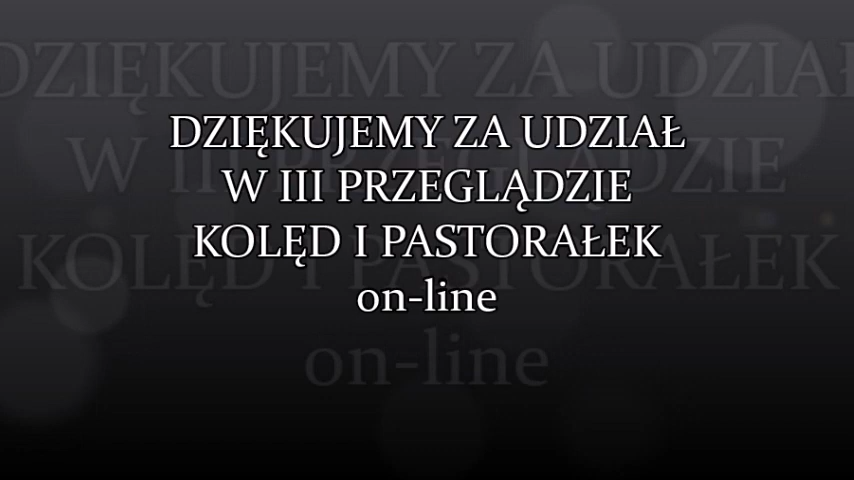 DZIĘKUJEMY ZA UDZIAŁ
W III PRZEGLĄDZIE
KOLĘD I PASTORAŁEK
on-line